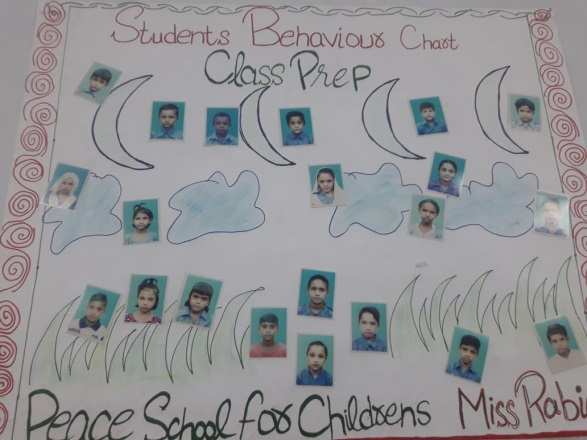 Students Behaviour Chart
Class Prep
Peace School for Childrens Miss Rabi